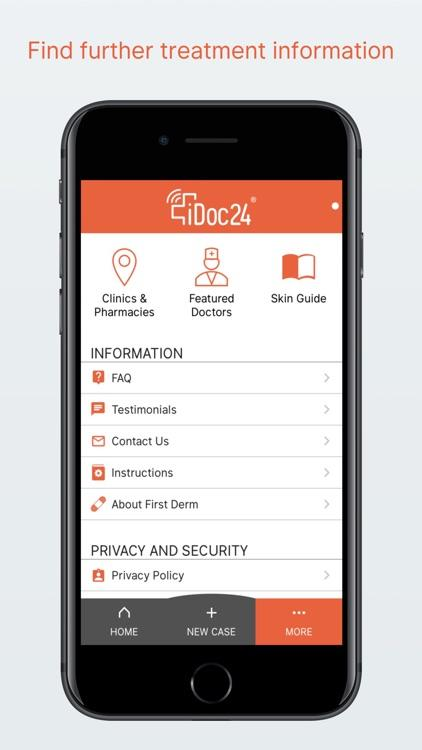 Find further treatment information
iDoc24®
Clinics &
Pharmacies
Featured
Doctors
Skin Guide
INFORMATION
FAQ
Testimonials
Contact Us
Instructions
About First Derm
PRIVACY AND SECURITY
Privacy Policy
HOME
NEW CASE
MORE